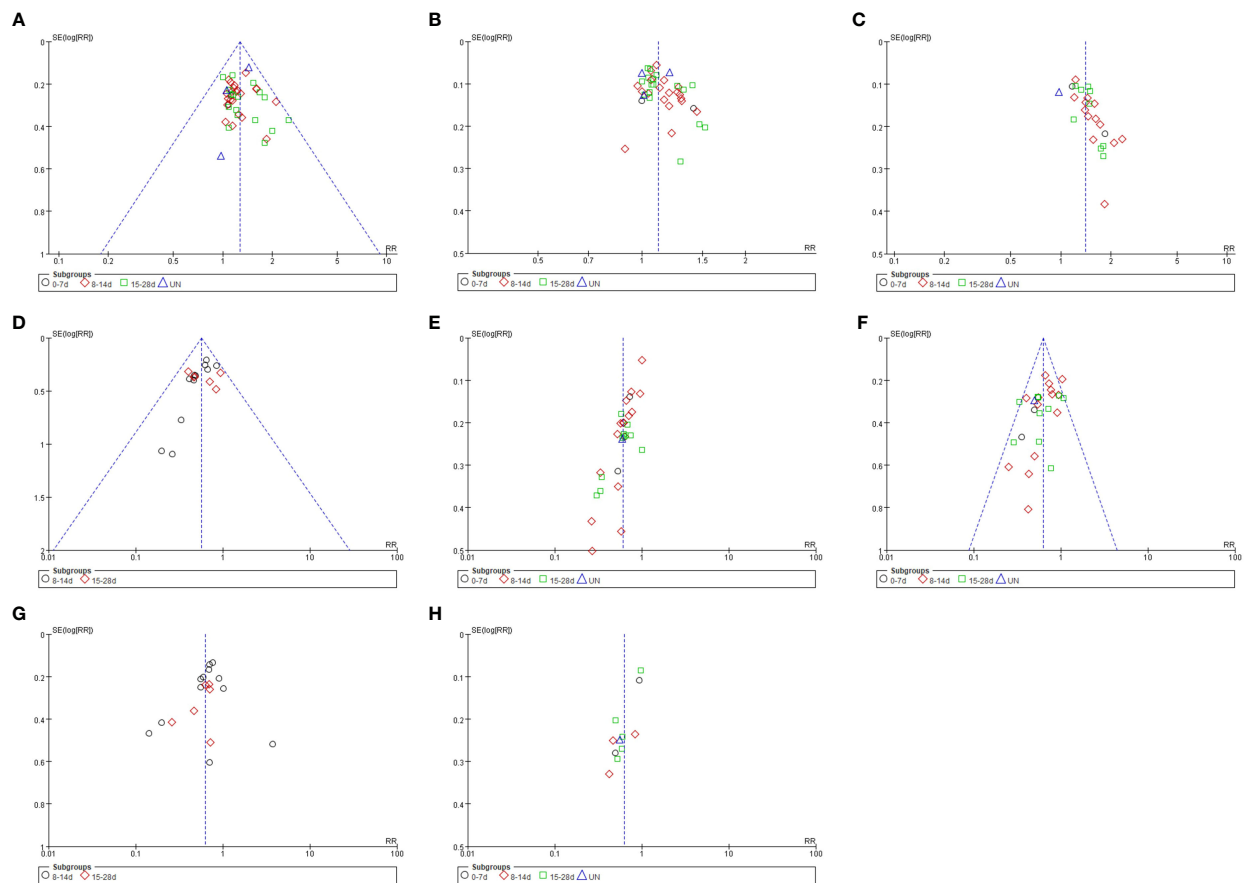 A
SE(log[RR])
0
0.2
0.4
0.6
0.8
1
0.1 0.2 0.5 1 2 5 10
RR
Subgroups
0-7d 8-14d 15-28d UN
B
SE(log[RR])
0
0.1
0.2
0.3
0.4
0.5
0.5 0.7 1 1.5 2
RR
Subgroups
0-7d 8-14d 15-28d UN
C
SE(log[RR])
0
0.1
0.2
0.3
0.4
0.5
0.1 0.2 0.5 1 2 5 10
RR
Subgroups
0-7d 8-14d 15-28d UN
D
SE(log[RR])
0
0.5
1
1.5
2
0.01 0.1 1 10 100
RR
Subgroups
8-14d 15-28d
E
SE(log[RR])
0
0.1
0.2
0.3
0.4
0.5
0.01 0.1 1 10 100
RR
Subgroups
0-7d 8-14d 15-28d UN
F
SE(log[RR])
0
0.2
0.4
0.6
0.8
1
0.01 0.1 1 10 100
RR
Subgroups
0-7d 8-14d 15-28d UN
G
SE(log[RR])
0
0.2
0.4
0.6
0.8
1
0.01 0.1 1 10 100
RR
Subgroups
8-14d 15-28d
H
SE(log[RR])
0
0.1
0.2
0.3
0.4
0.5
0.01 0.1 1 10 100
RR
Subgroups
0-7d 8-14d 15-28d UN